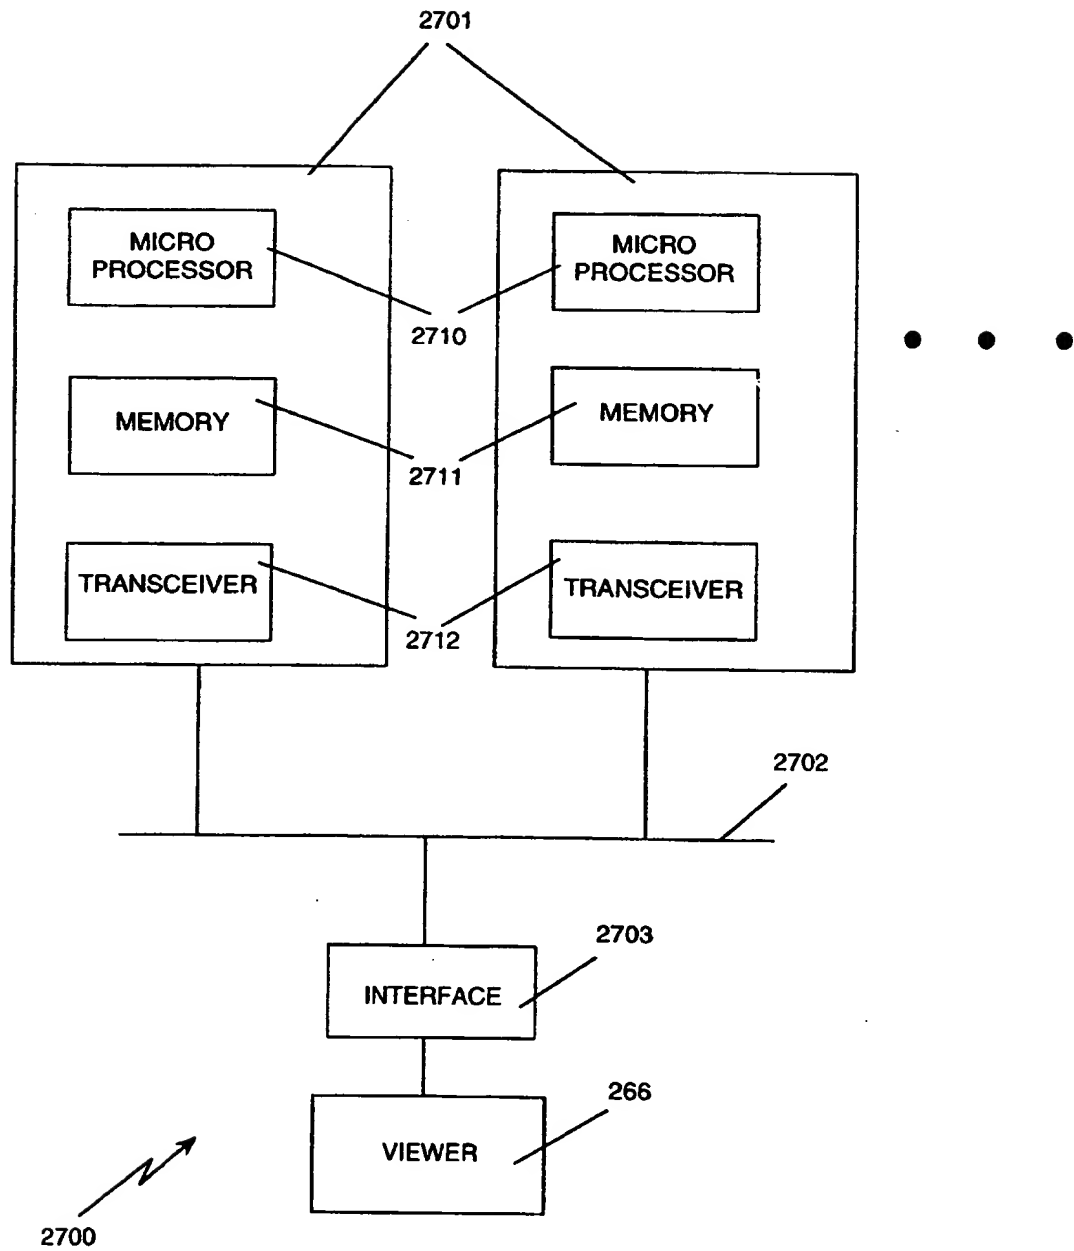 2701
MICRO
PROCESSOR
MICRO
PROCESSOR
2710
MEMORY
MEMORY
2711
TRANSCEIVER
TRANSCEIVER
2712
2702
2703
INTERFACE
266
VIEWER
2700